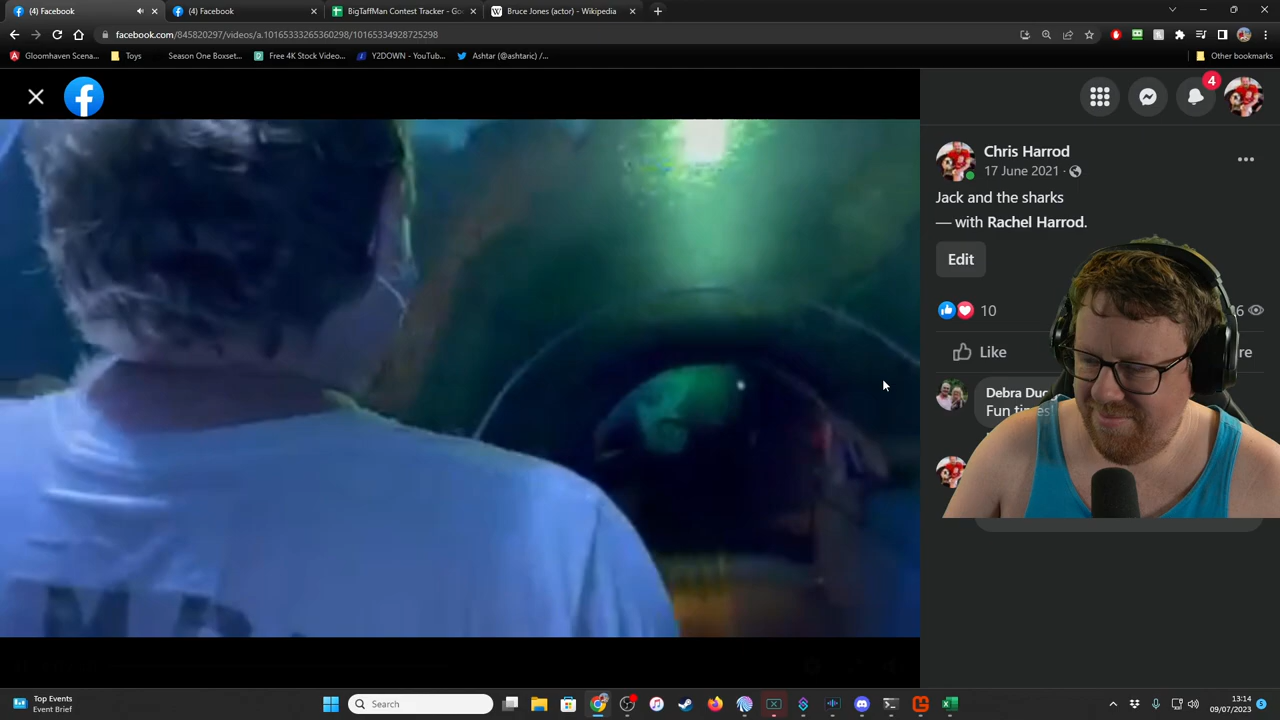 (4) Facebook
(4) Facebook
BigTaffMan Contest Tracker - Go
Bruce Jones (actor) - Wikipedia
facebook.com/845820297/videos/a.10165333265360298/10165334928725298
Gloomhaven Scena...
Toys
Season One Boxset...
Free 4K Stock Video...
Y2DOWN - YouTub...
Ashtar (@ashtaric) /...
Other bookmarks
4
Chris Harrod
17 June 2021 ·
Jack and the sharks
— with Rachel Harrod.
Edit
10
Like
Debra
Fun times!
Top Events
Event Brief
Search
13:14
09/07/2023